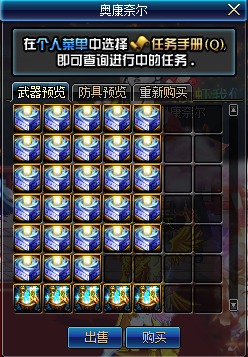 奥康奈尔
在个人菜单中选择 任务手册(Q),
即可查询进行中的任务.
武器预览 防具预览 重新购买
出售 购买